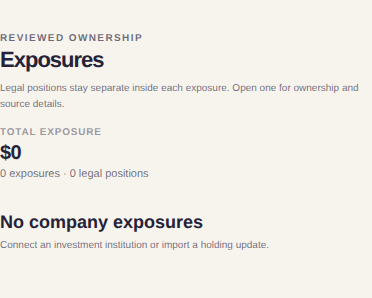 REVIEWED OWNERSHIP
Exposures
Legal positions stay separate inside each exposure. Open one for ownership and
source details.
TOTAL EXPOSURE
$0
0 exposures · 0 legal positions
No company exposures
Connect an investment institution or import a holding update.